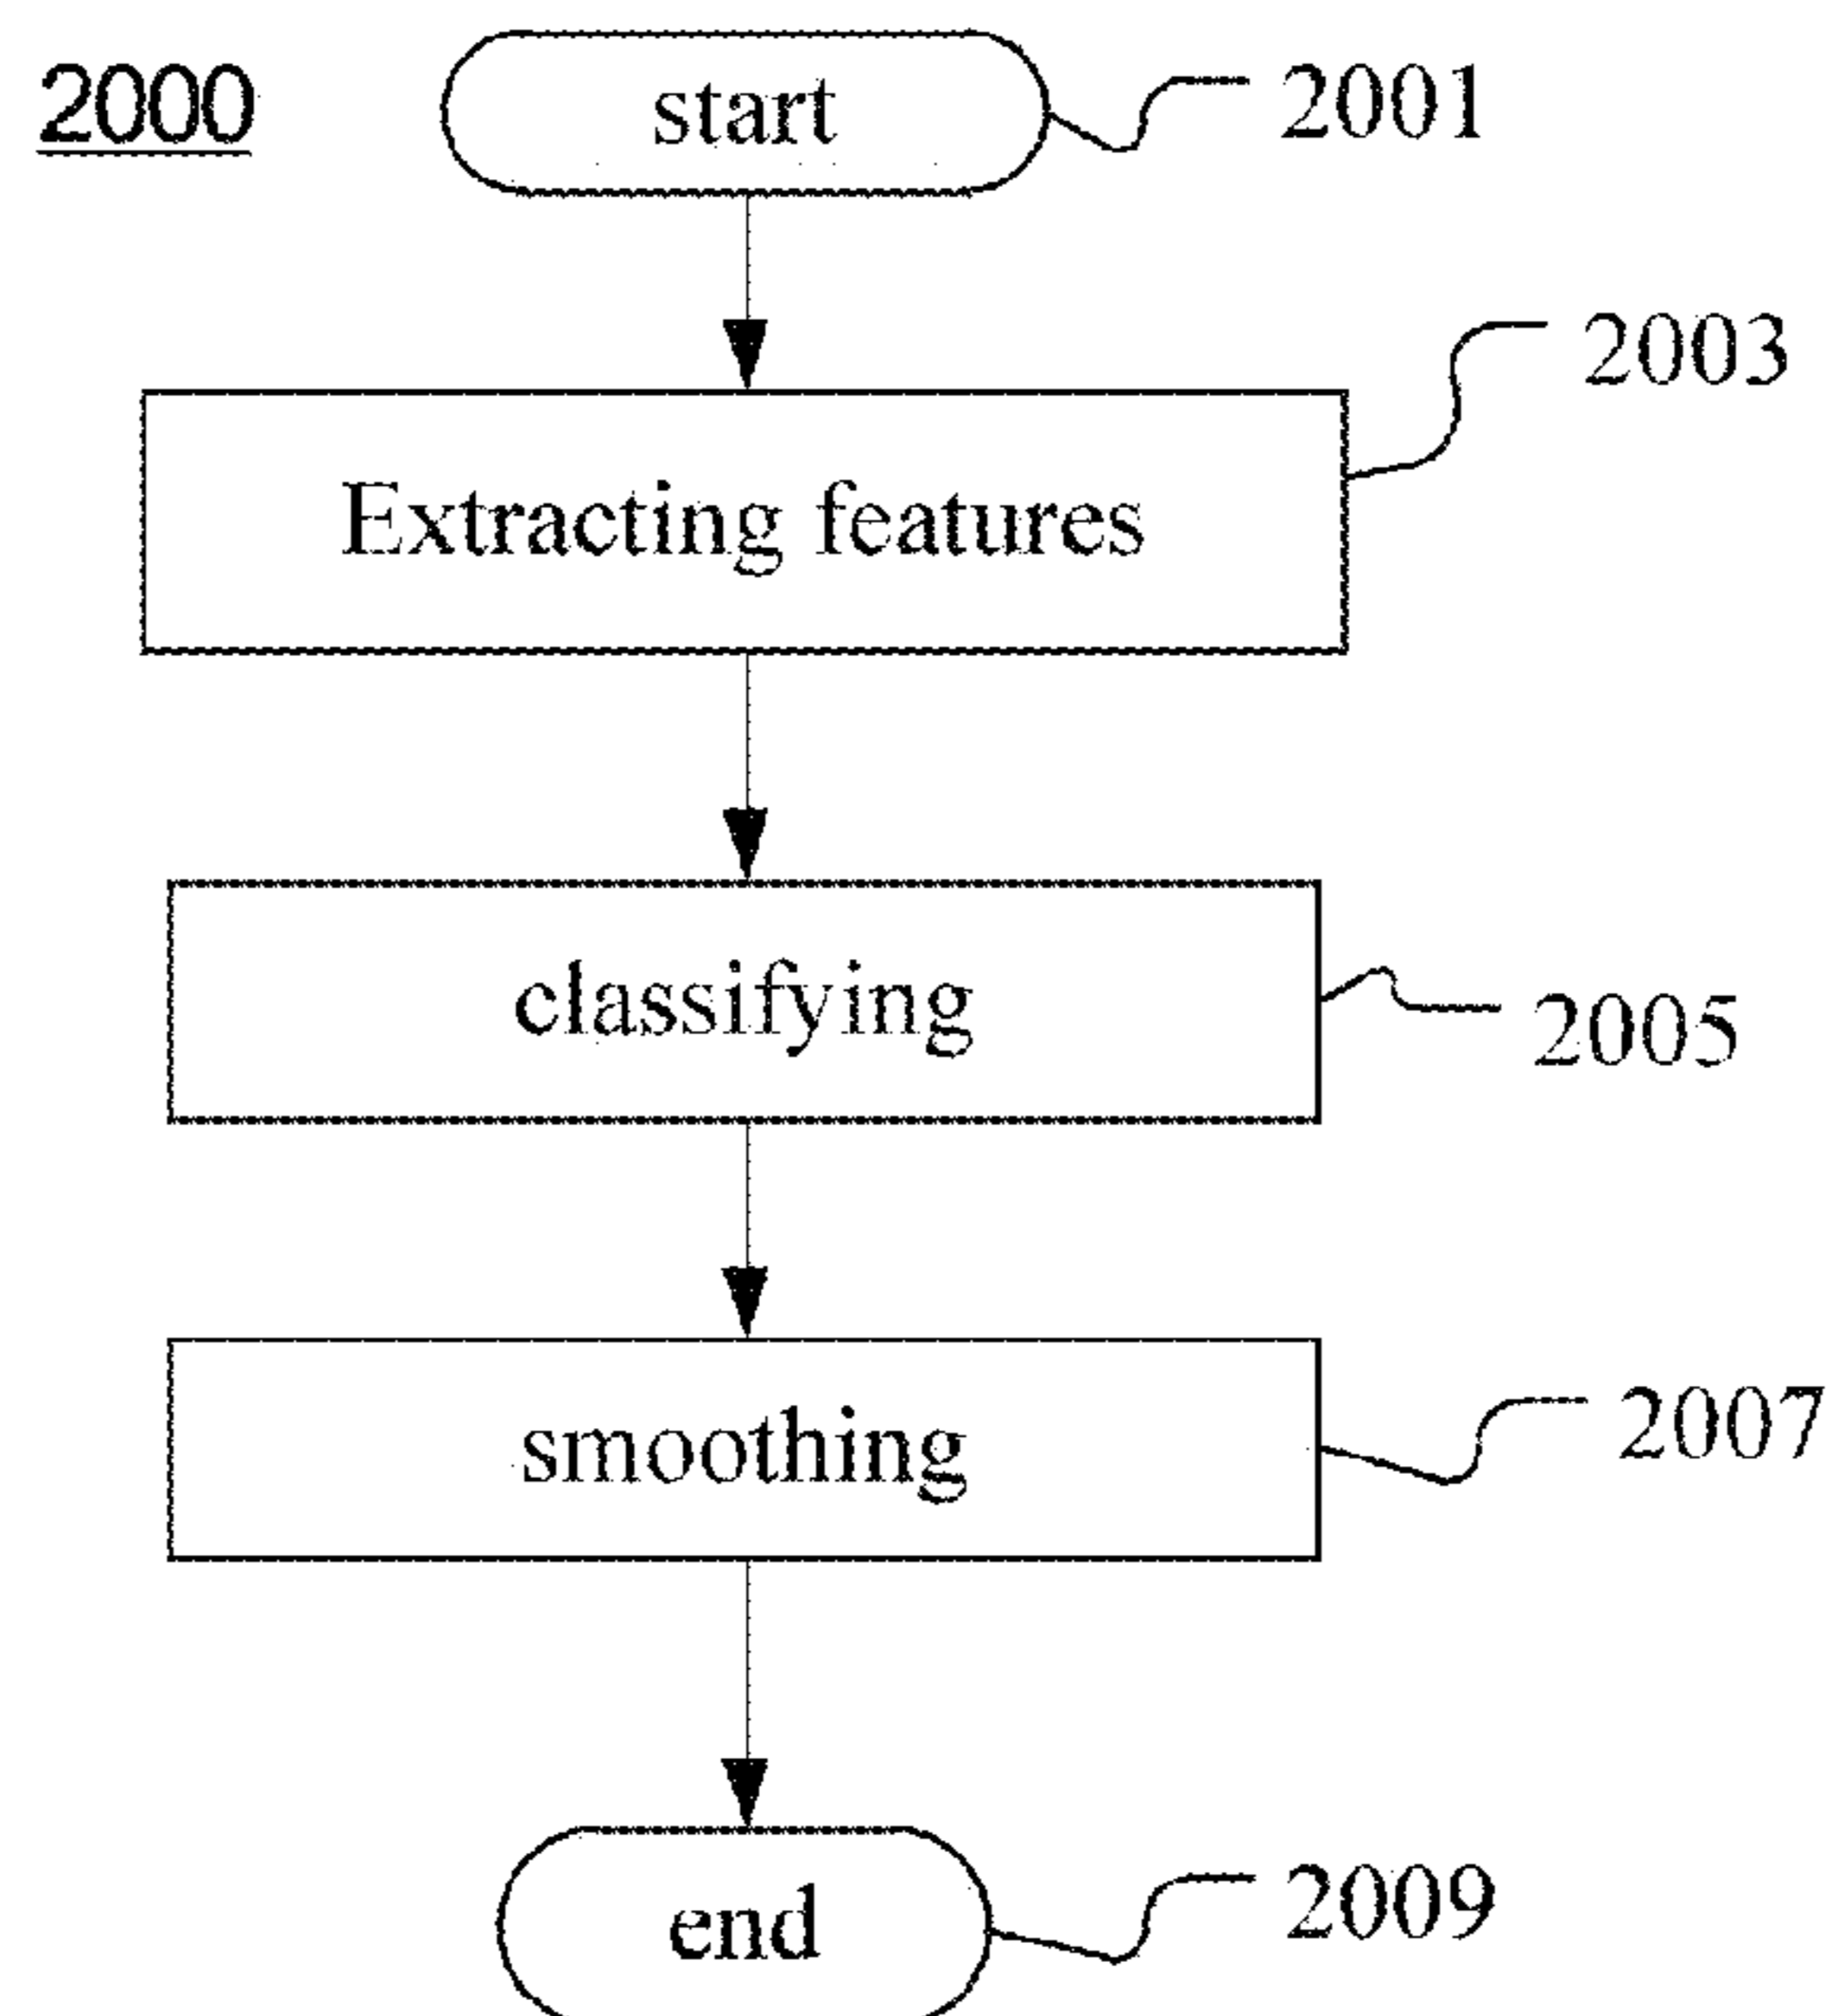 2000
start
2001
2003
Extracting features
classifying
2005
smoothing
2007
end
2009